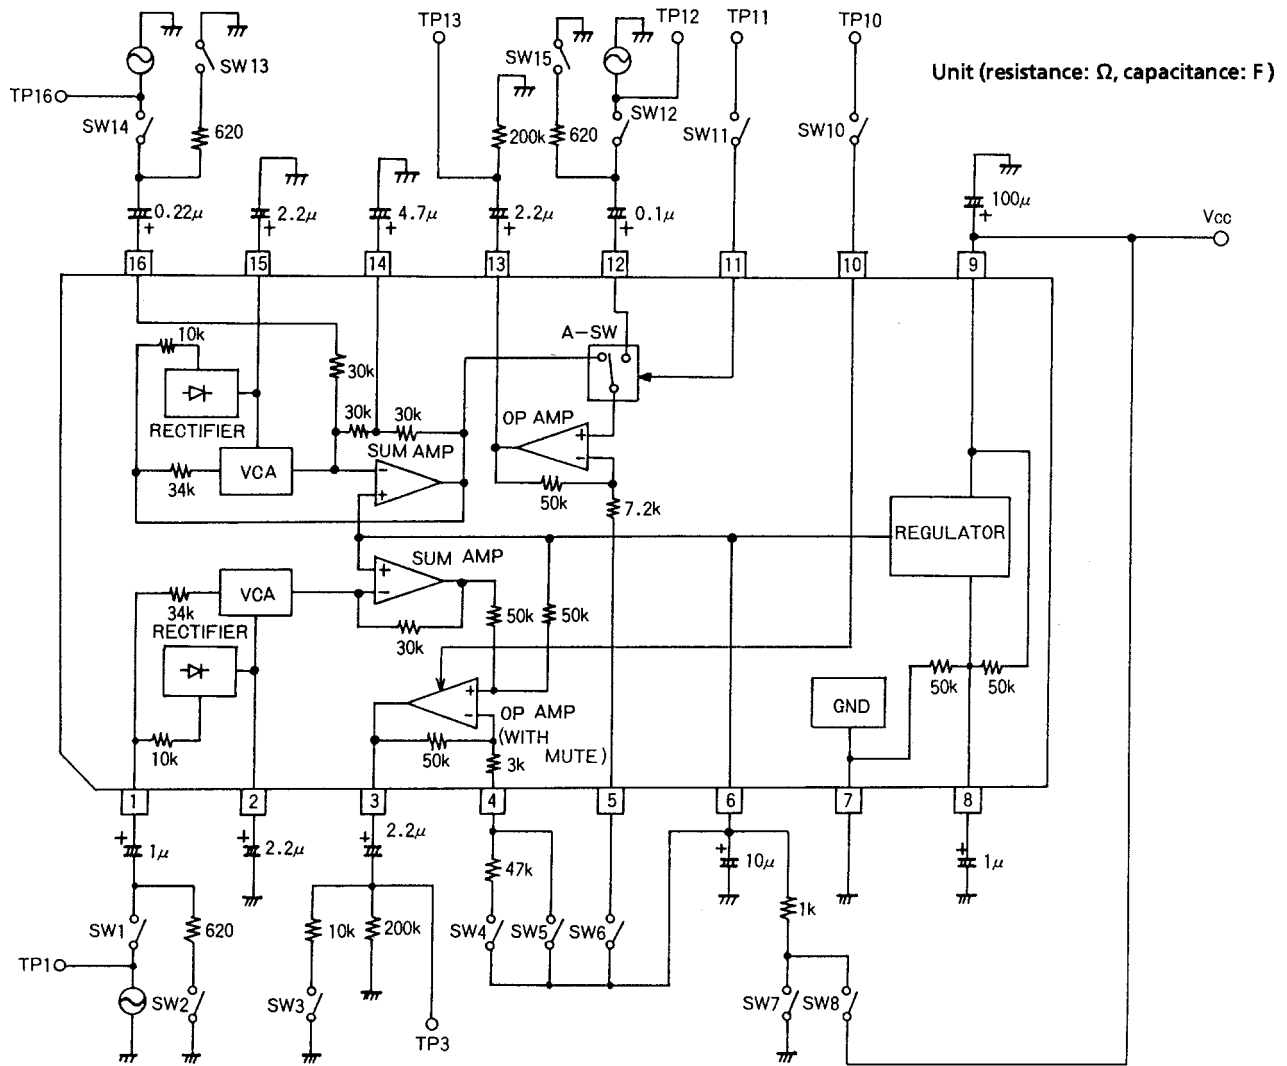 TP13
SW15
TP12
TP11
TP10
Unit (resistance: Ω, capacitance: F)
SW13
TP16
SW14
620
200k
620
SW12
SW11
SW10
0.22μ
+
2.2μ
+
4.7μ
+
2.2μ
+
0.1μ
+
100μ
+
Vcc
16
15
14
13
12
11
10
9
10k
A-SW
30k
RECTIFIER
30k
30k
OP AMP
SUM AMP
+
-
VCA
-
+
34k
50k
7.2k
REGULATOR
SUM AMP
+
-
VCA
34k
50k
50k
30k
RECTIFIER
50k
50k
GND
+
-
OP AMP
(WITH
MUTE)
10k
50k
3k
1
2
3
4
5
6
7
8
+
1μ
+
2.2μ
+
2.2μ
47k
+
10μ
+
1μ
1k
SW1
620
10k
200k
SW4
SW5
SW6
TP1
SW2
SW3
SW7
SW8
TP3